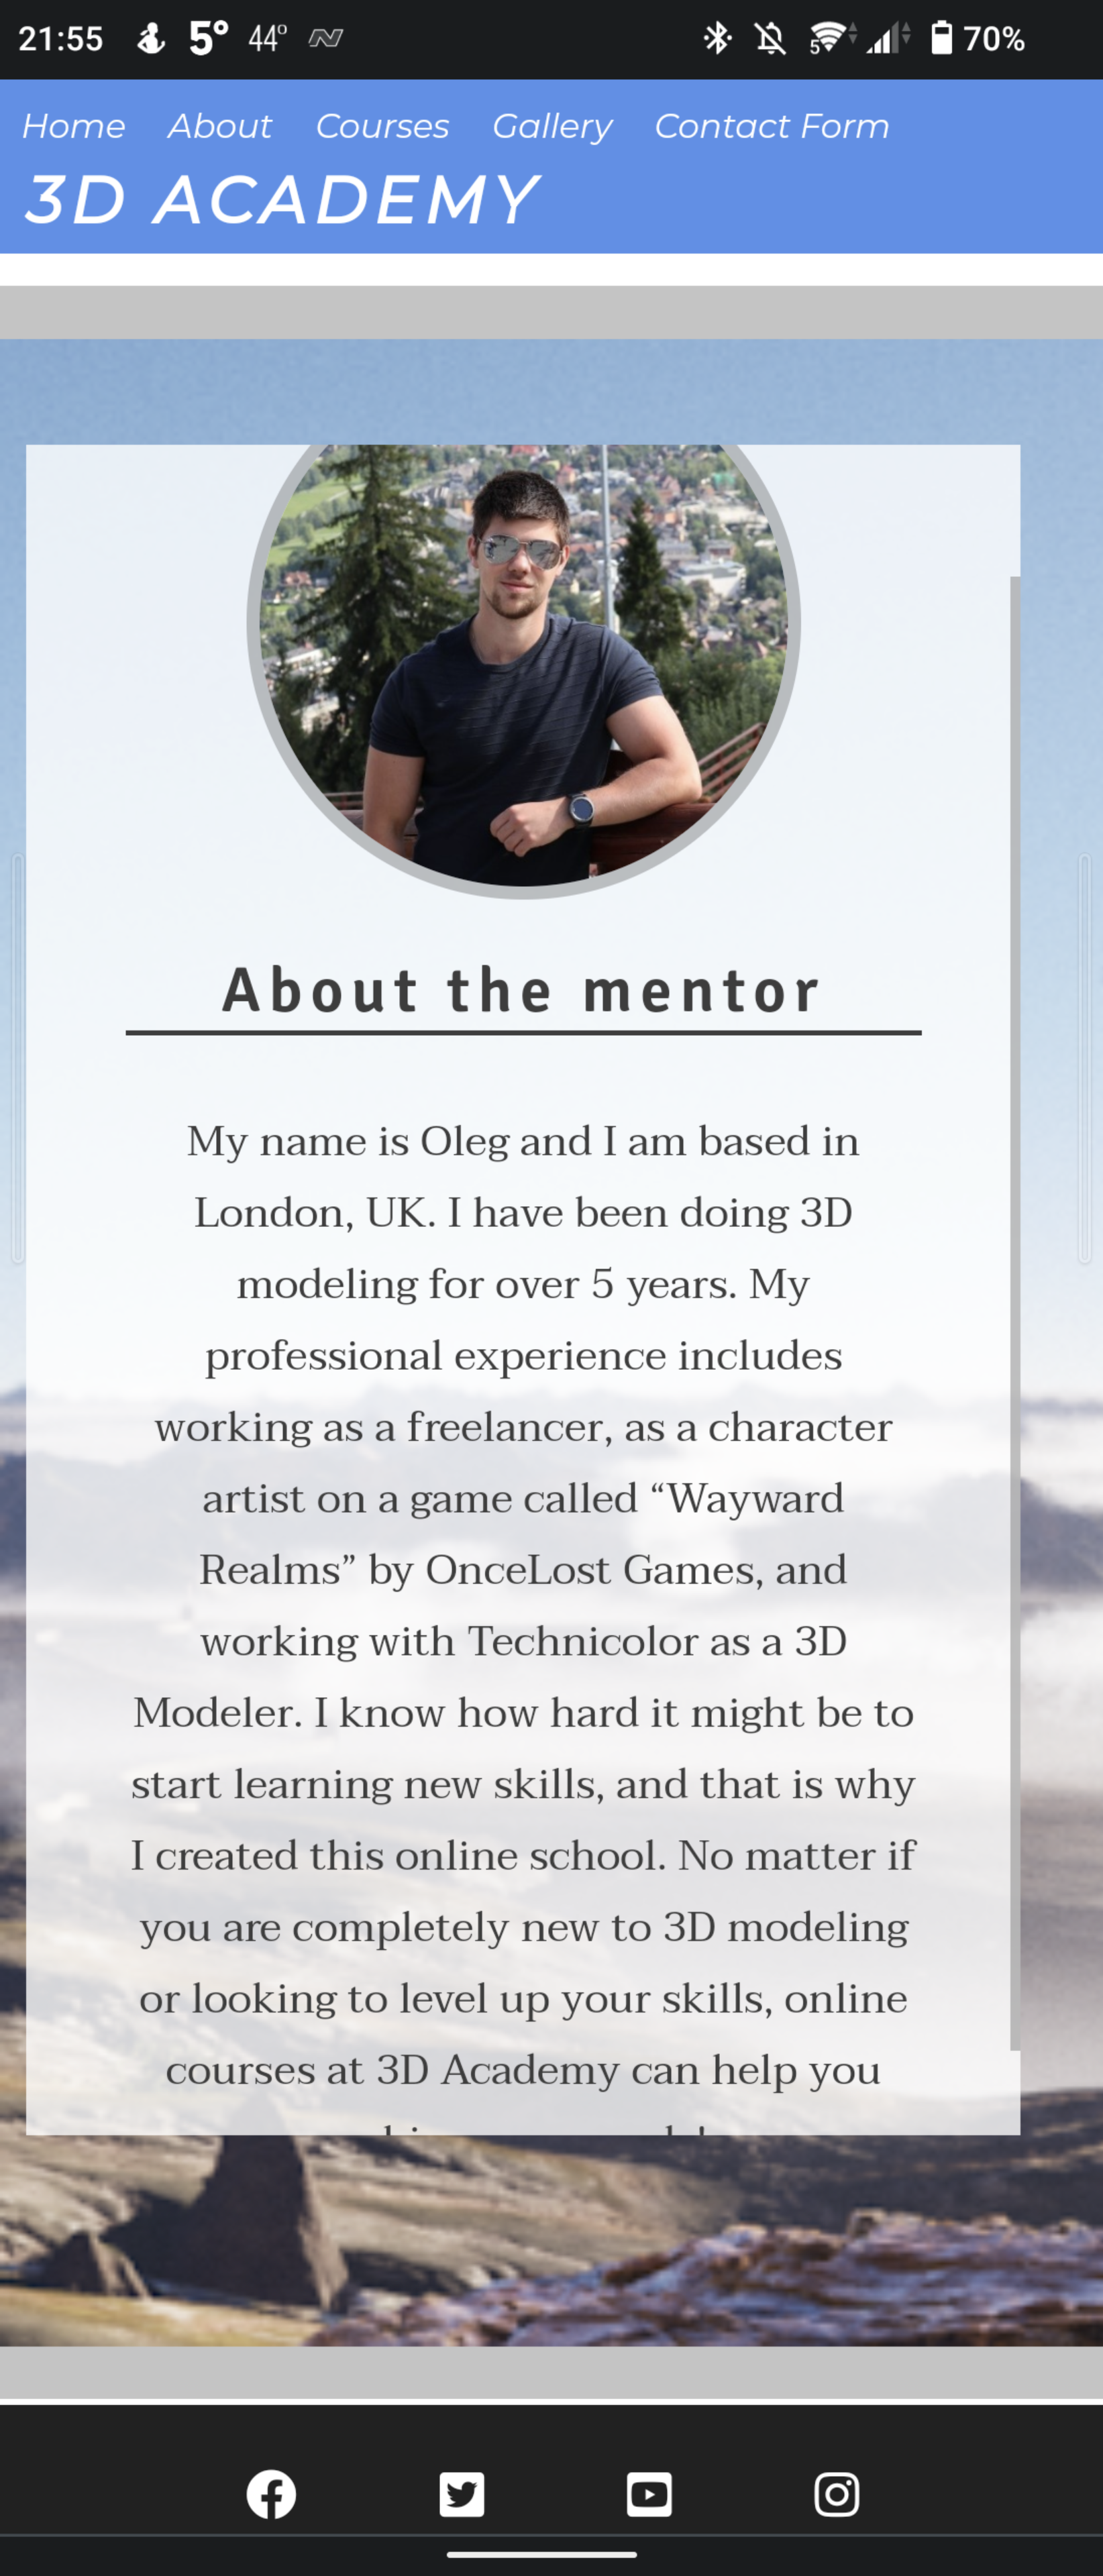 21:55 5° 44° 5 70%
Home About Courses Gallery Contact Form
3D ACADEMY
About the mentor
My name is Oleg and I am based in
London, UK. I have been doing 3D
modeling for over 5 years. My
professional experience includes
working as a freelancer, as a character
artist on a game called “Wayward
Realms” by OnceLost Games, and
working with Technicolor as a 3D
Modeler. I know how hard it might be to
start learning new skills, and that is why
I created this online school. No matter if
you are completely new to 3D modeling
or looking to level up your skills, online
courses at 3D Academy can help you